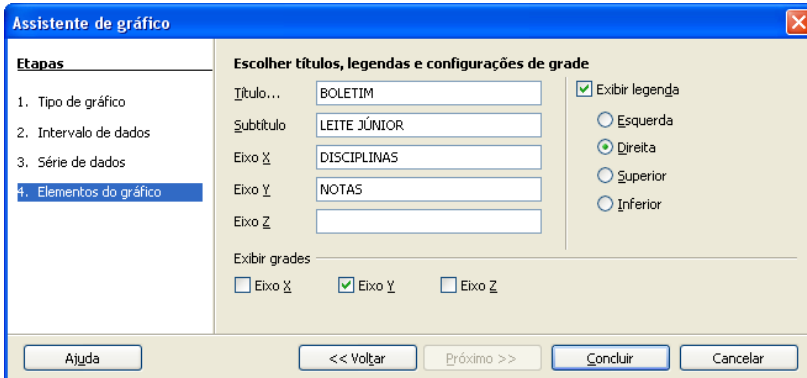 Assistente de gráfico
Etapas
1. Tipo de gráfico
2. Intervalo de dados
3. Série de dados
4. Elementos do gráfico
Escolher títulos, legendas e configurações de grade
Título... BOLETIM
Subtítulo LEITE JÚNIOR
Eixo X DISCIPLINAS
Eixo Y NOTAS
Eixo Z
Exibir legenda
Esquerda
Direita
Superior
Inferior
Exibir grades
Eixo X Eixo Y Eixo Z
Ajuda << Voltar Próximo >> Concluir Cancelar